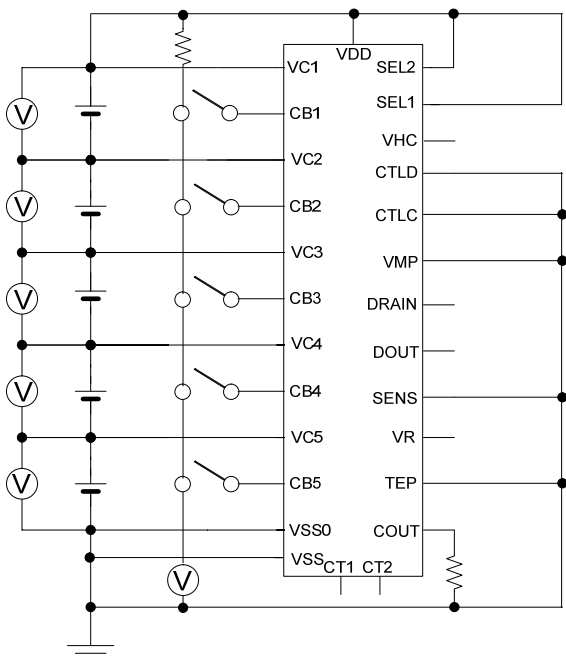 VDD
VC1
CB1
VC2
CB2
VC3
CB3
VC4
CB4
VC5
CB5
VSS0
VSS
CT1
CT2
SEL2
SEL1
VHC
CTLD
CTLC
VMP
DRAIN
DOUT
SENS
VR
TEP
COUT
V
V
V
V
V
V